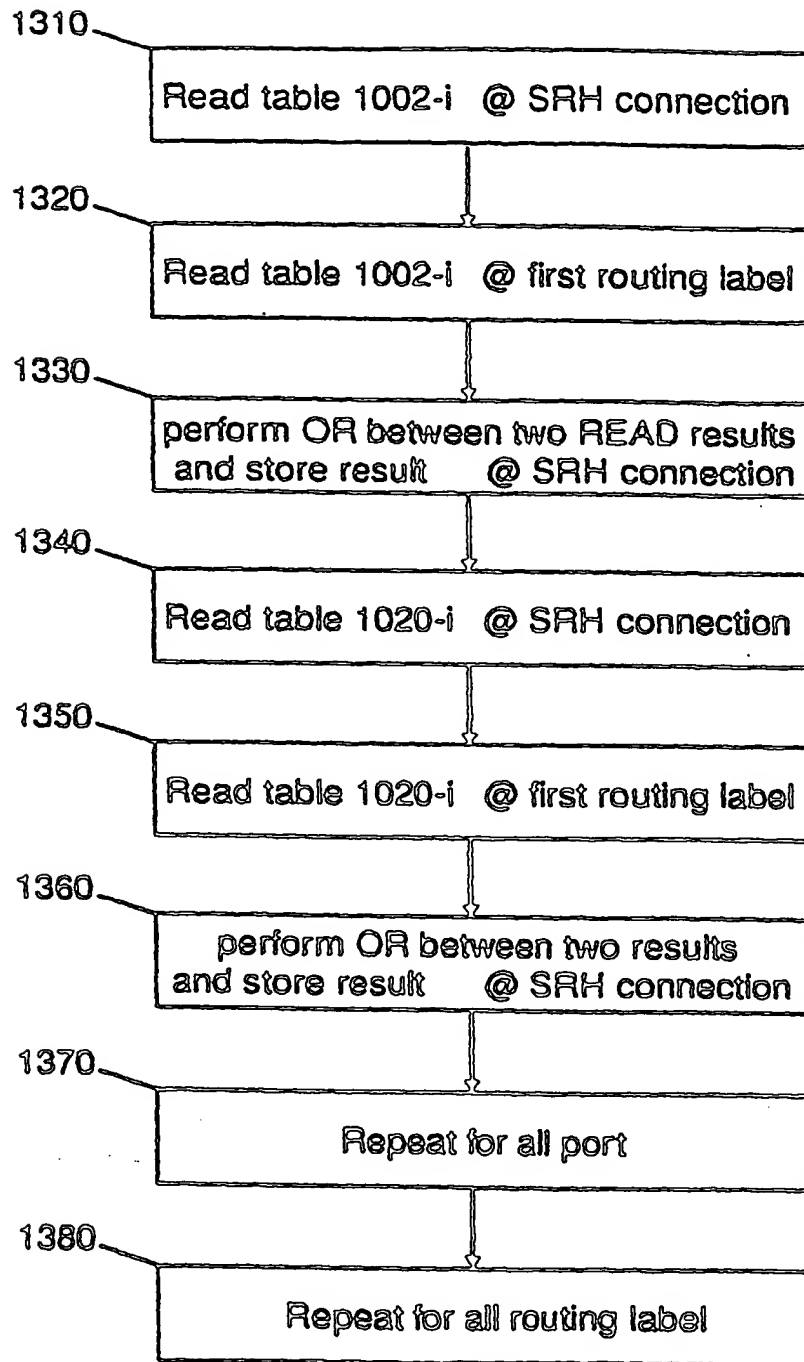 1310
Read table 1002-i @ SRH connection
1320
Read table 1002-i @ first routing label
1330
perform OR between two READ results
and store result @ SRH connection
1340
Read table 1020-i @ SRH connection
1350
Read table 1020-i @ first routing label
1360
perform OR between two results
and store result @ SRH connection
1370
Repeat for all port
1380
Repeat for all routing label